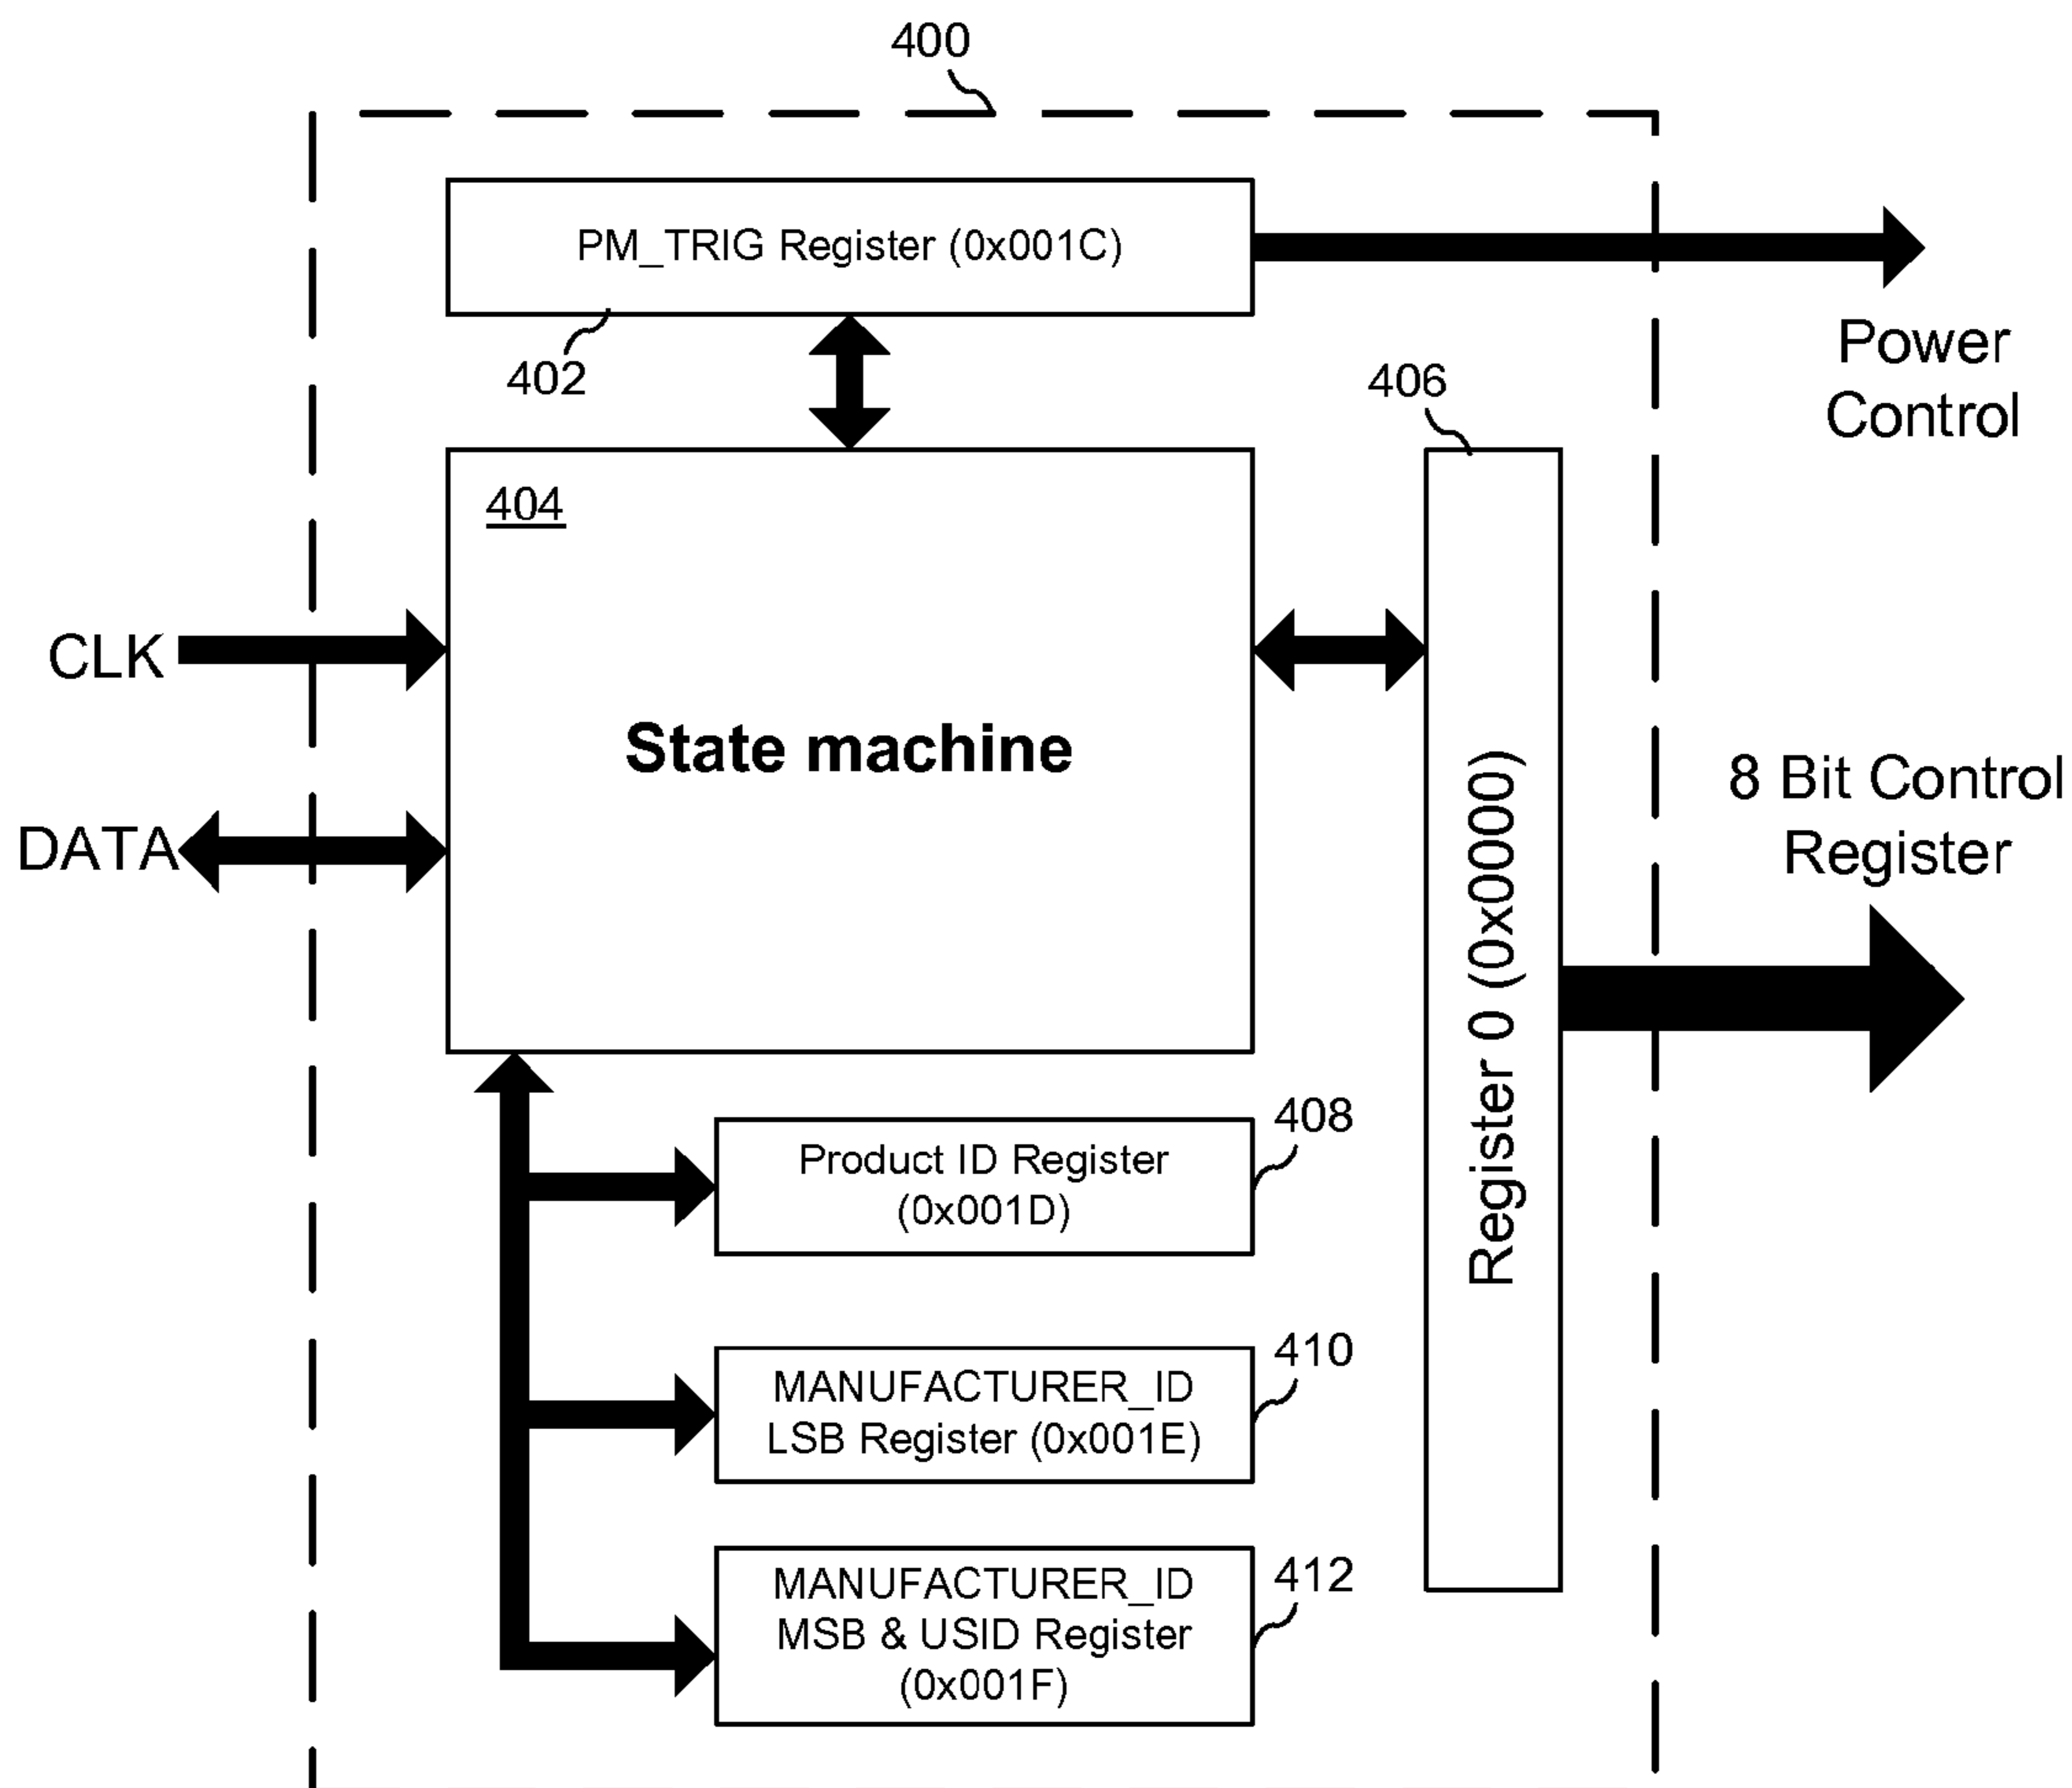 400
PM_TRIG Register (0x001C)
402
Power
Control
406
404
CLK
State machine
DATA
8 Bit Control
Register
Register 0 (0x0000)
408
Product ID Register
(0x001D)
410
MANUFACTURER_ID
LSB Register (0x001E)
412
MANUFACTURER_ID
MSB & USID Register
(0x001F)